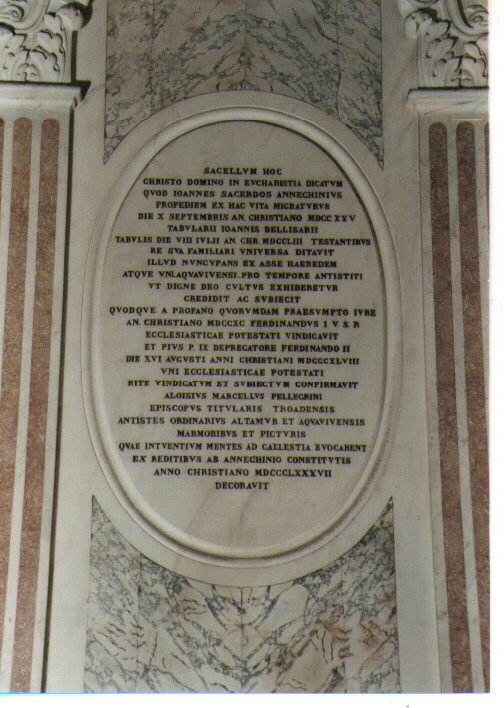 SACELLVM HOC
CHRISTO DOMINO IN EVCHARISTIA DICATVM
QVOD IOANNES SACERDOS ANNECHINIVS
PROPEDIEM EX HAC VITA MIGRATVRVS
DIE X SEPTEMBRIS AN. CHRISTIANO MDCCXXV
TABVLARII IOANNIS BELLISARII
TABVLIS DIE VIII IVLII AN CHR. MDCCLIII TESTANTIBVS
RE SVA FAMILIARI VNIVERSA DITAVIT
ILLVD NVNCVPANS EX ASSE HAEREDEM
ATQVE VNI.AQVAVIVENSI. PRO TEMPORE ANTISTITI
VT DIGNE DEO CVLTVS EXHIBERETVR
CREDIDIT AC SVBIECIT
QVODQVE A PROFANO QVORVMDAM PRAESVMPTO IVRE
AN. CHRISTIANO MDCCXC FERDINANDVS I V. S. R
ECCLESIASTICAE POTESTATI VINDICAVIT
ET PIVS P. IX DEPRECATORE FERDINANDO II
DIE XVI AVGVSTI ANNI CHRISTIANI MDCCCXLVIII
VNI ECCLESIASTICAE POTESTATI
RITE VINDICATVM ET SVBIECTVM CONFIRMAVIT
ALOISIVS MARCELLVS PELLEGRINI
EPISCOPVS TITVLARIS TROADENSIS
ANTISTES ORDINARIVS ALTAMVR ET AQVAVIVENSIS
MARMORIBVS ET PICTVRIS
QVAE INTVENTIVM MENTES AD CAELESTIA EVOCARENT
EX REDITIBVS AB ANNECHINIO CONSTITVTIS
ANNO CHRISTIANO MDCCCLXXXVII
DECORAVIT